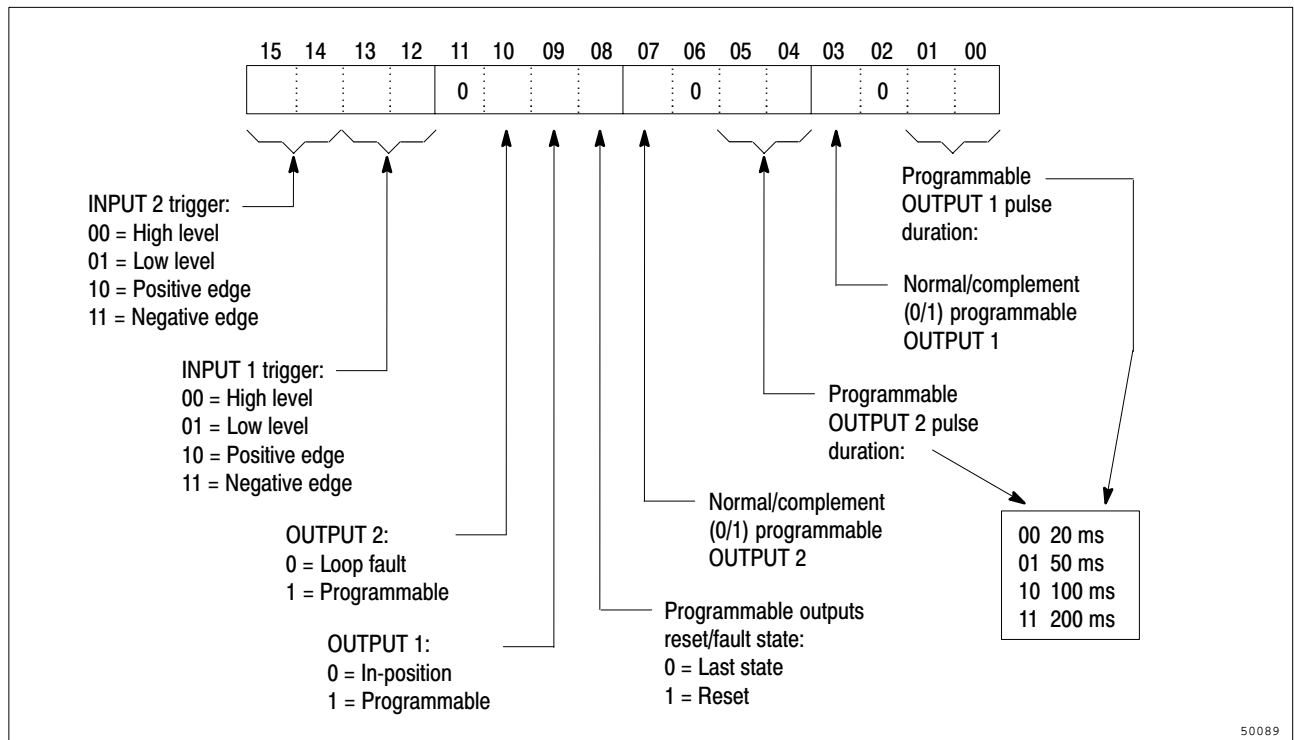 15 14 13 12 11 10 09 08 07 06 05 04 03 02 01 00
0 0 0
INPUT 2 trigger:
00 = High level
01 = Low level
10 = Positive edge
11 = Negative edge
INPUT 1 trigger:
00 = High level
01 = Low level
10 = Positive edge
11 = Negative edge
OUTPUT 2:
0 = Loop fault
1 = Programmable
OUTPUT 1:
0 = In-position
1 = Programmable
Programmable outputs
reset/fault state:
0 = Last state
1 = Reset
Normal/complement
(0/1) programmable
OUTPUT 2
Programmable
OUTPUT 2 pulse
duration:
Normal/complement
(0/1) programmable
OUTPUT 1
Programmable
OUTPUT 1 pulse
duration:
00 20 ms
01 50 ms
10 100 ms
11 200 ms
50089